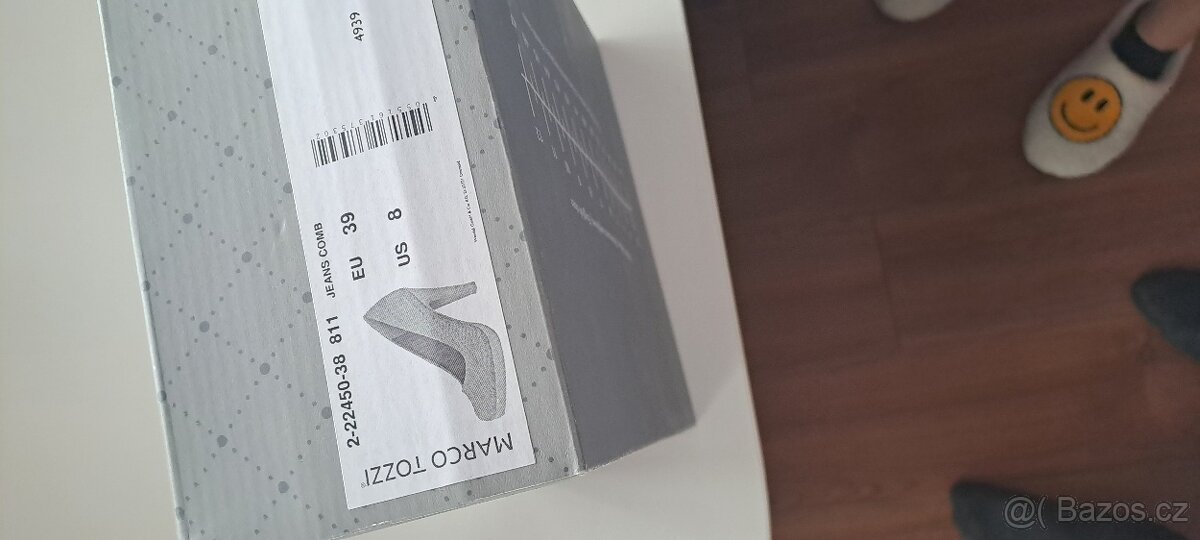 MARCO TOZZI®
2-22450-38 811 JEANS COMB
EU 39
US 8
4939
@( Bazos.cz